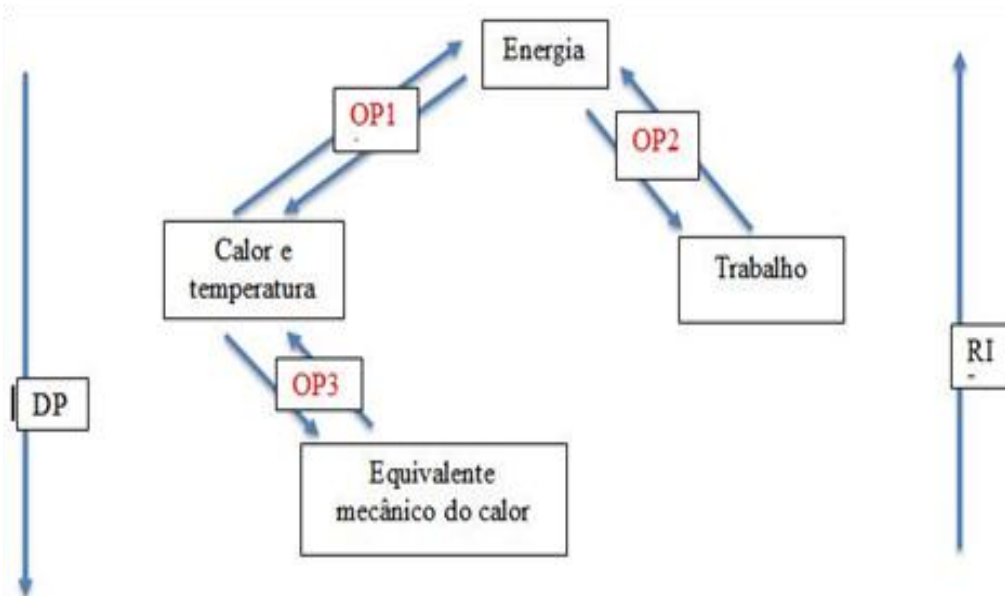 Energia
OP1
OP2
Calor e
temperatura
Trabalho
RI
OP3
DP
Equivalente
mecânico do calor